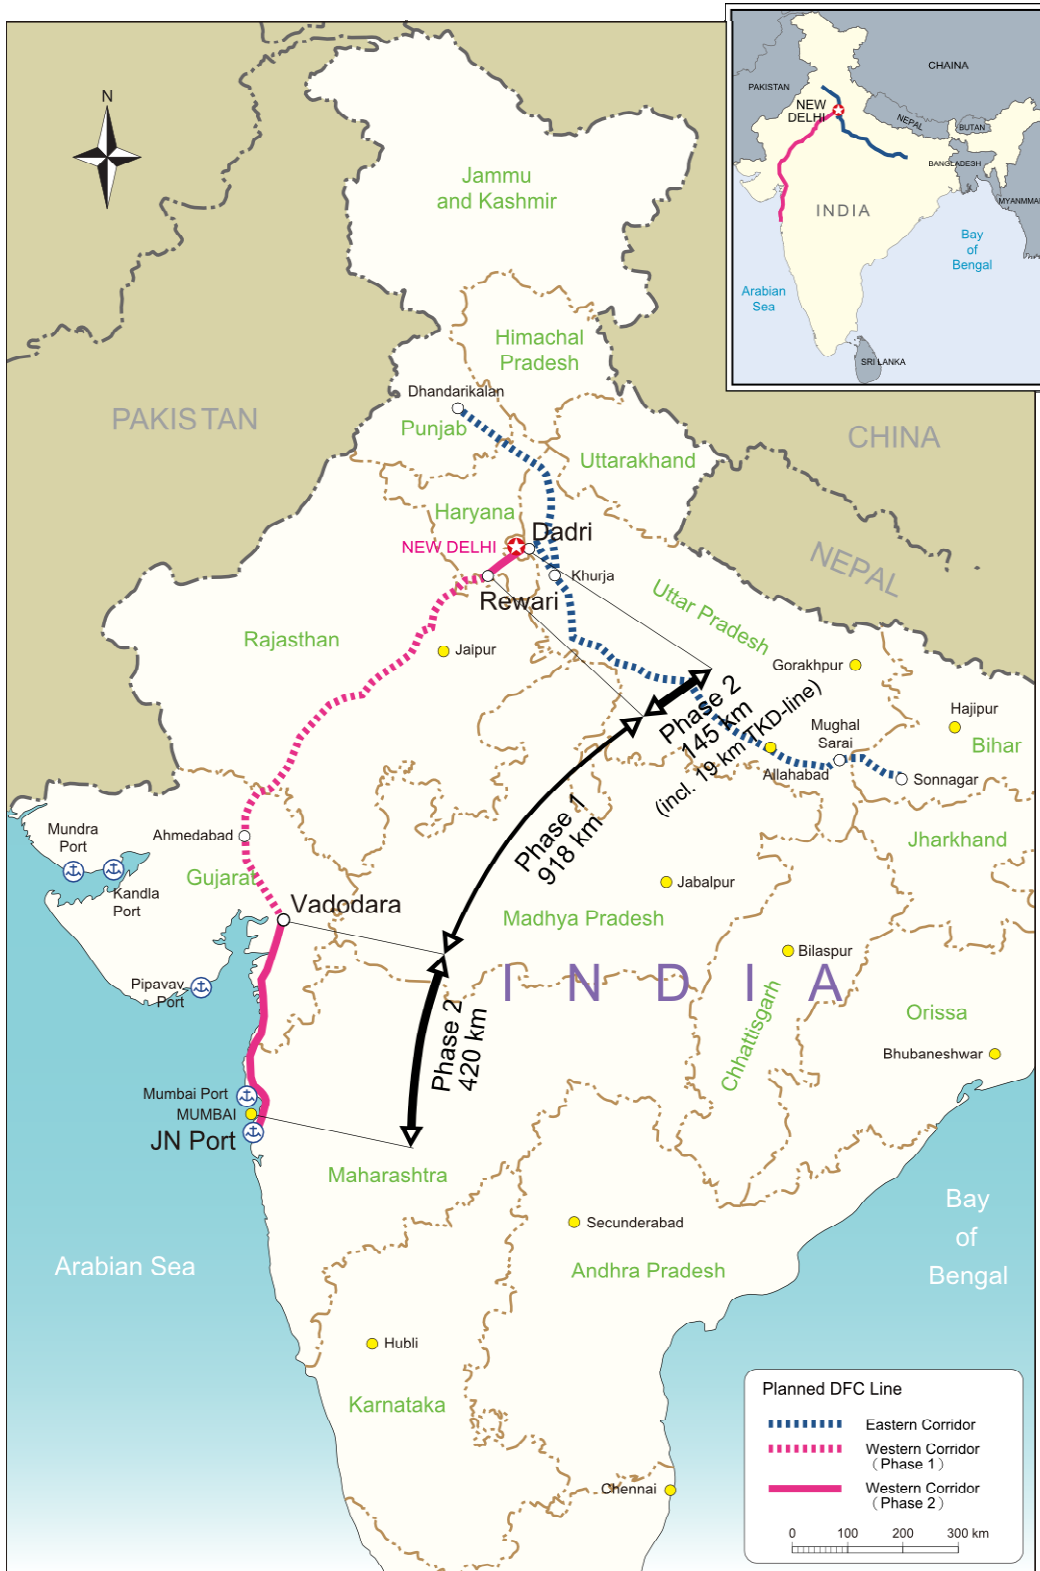 N
PAKISTAN
CHAINA
NEW
DELHI
NEPAL
BUTAN
BANGLADESH
MYANMMAR
INDIA
Bay
of
Bengal
Arabian
Sea
SRI LANKA
Jammu
and Kashmir
Himachal
Pradesh
Dhandarikalan
Punjab
PAKISTAN
CHINA
Uttarakhand
Haryana
Dadri
NEW DELHI
NEPAL
Khurja
Rewari
Uttar Pradesh
Rajasthan
Jaipur
Gorakhpur
Phase 2
145 km
(incl. 19 km TKD-line)
Hajipur
Mughal
Sarai
Bihar
Allahabad
Sonnagar
Phase 1
918 km
Mundra
Port
Ahmedabad
Jharkhand
Gujarat
Kandla
Port
Jabalpur
Vadodara
Madhya Pradesh
Bilaspur
INDIA
Pipavav
Port
Phase 2
420 km
Chhattisgarh
Orissa
Bhubaneshwar
Mumbai Port
MUMBAI
JN Port
Maharashtra
Secunderabad
Bay
of
Bengal
Arabian Sea
Andhra Pradesh
Hubli
Karnataka
Chennai
Planned DFC Line
Eastern Corridor
Western Corridor
(Phase 1)
Western Corridor
(Phase 2)
0 100 200 300 km